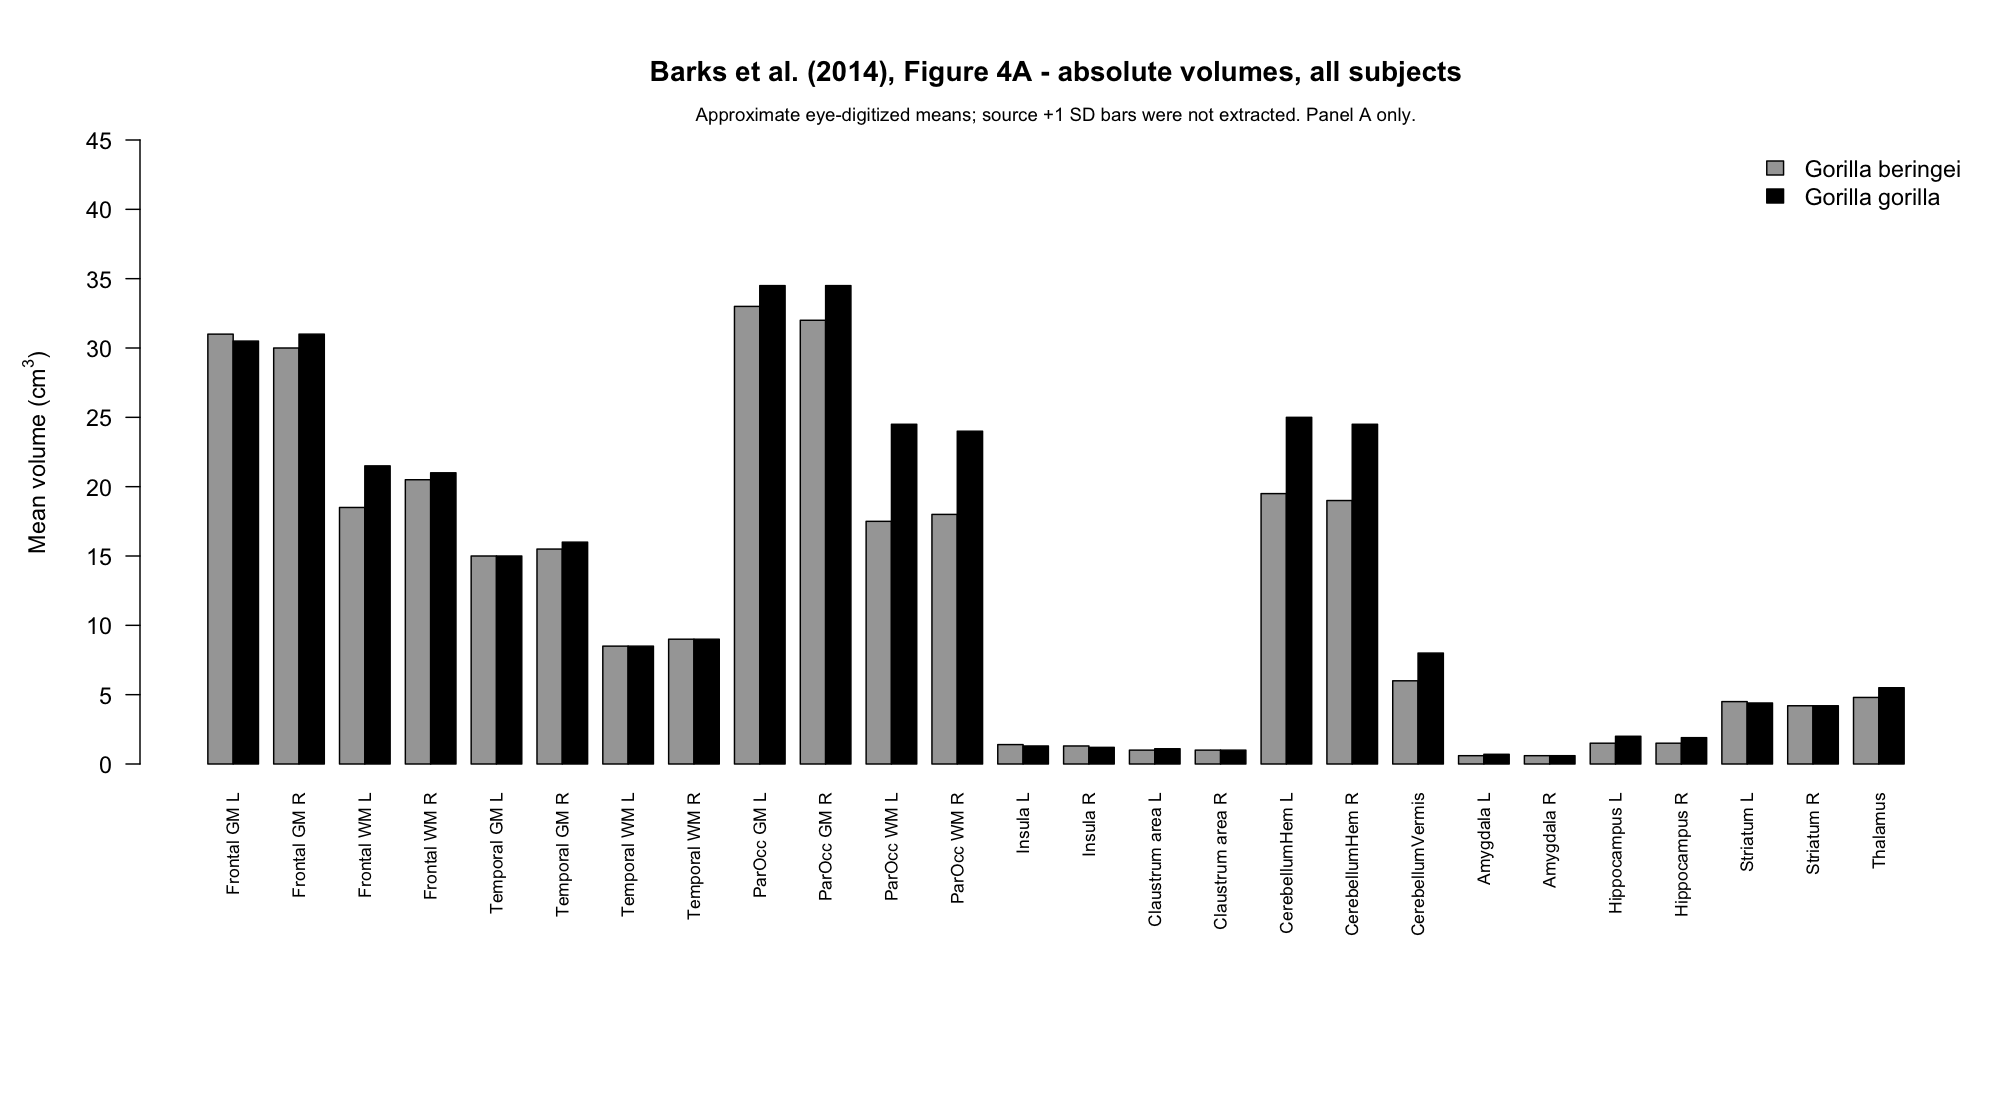 Barks et al. (2014), Figure 4A - absolute volumes, all subjects
Approximate eye-digitized means; source +1 SD bars were not extracted. Panel A only.
Gorilla beringei
Gorilla gorilla
Mean volume (cm³)
45
40
35
30
25
20
15
10
5
0
Frontal GM L
Frontal GM R
Frontal WM L
Frontal WM R
Temporal GM L
Temporal GM R
Temporal WM L
Temporal WM R
ParOcc GM L
ParOcc GM R
ParOcc WM L
ParOcc WM R
Insula L
Insula R
Claustrum area L
Claustrum area R
CerebellumHem L
CerebellumHem R
CerebellumVermis
Amygdala L
Amygdala R
Hippocampus L
Hippocampus R
Striatum L
Striatum R
Thalamus